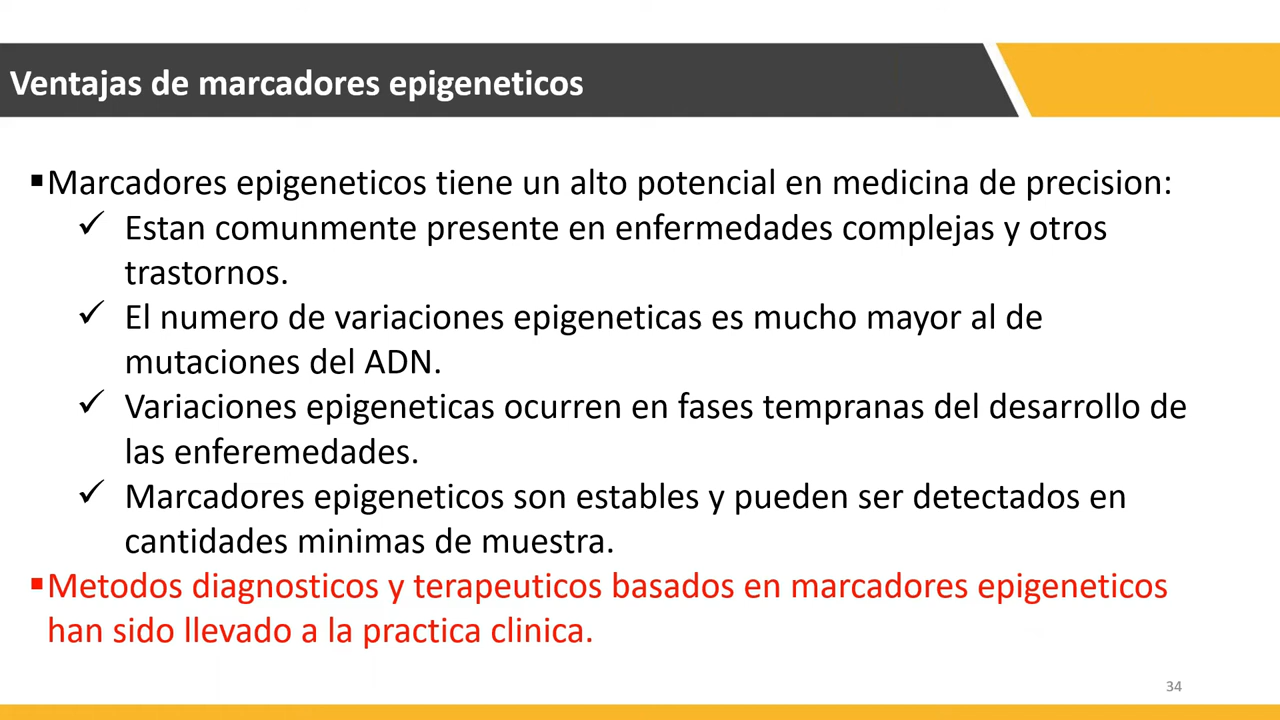 Ventajas de marcadores epigeneticos
▪Marcadores epigeneticos tiene un alto potencial en medicina de precision:
✓ Estan comunmente presente en enfermedades complejas y otros
trastornos.
✓ El numero de variaciones epigeneticas es mucho mayor al de
mutaciones del ADN.
✓ Variaciones epigeneticas ocurren en fases tempranas del desarrollo de
las enferemedades.
✓ Marcadores epigeneticos son estables y pueden ser detectados en
cantidades minimas de muestra.
▪Metodos diagnosticos y terapeuticos basados en marcadores epigeneticos
han sido llevado a la practica clinica.
34